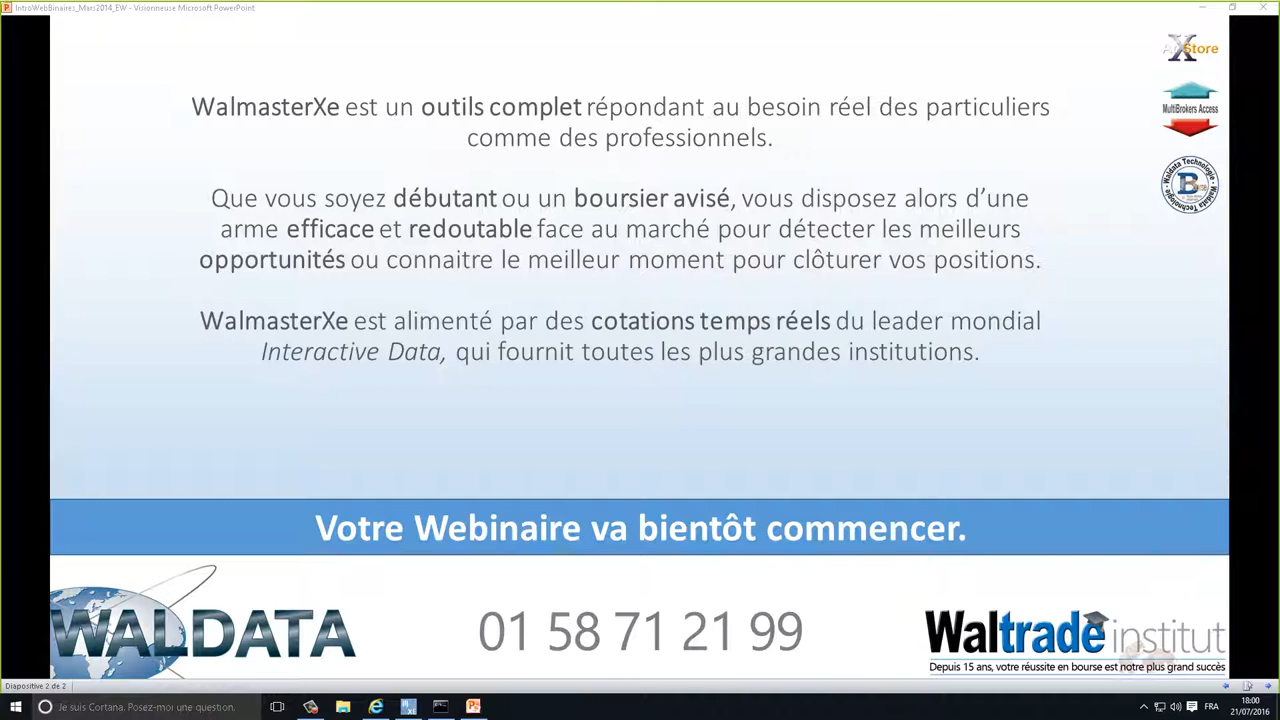 IntroWebBinaires_Mars2014_EW - Visionneuse Microsoft PowerPoint
Store
MultiBrokers Access
WalmasterXe est un outils complet répondant au besoin réel des particuliers
comme des professionnels.
Que vous soyez débutant ou un boursier avisé, vous disposez alors d’une
arme efficace et redoutable face au marché pour détecter les meilleurs
opportunités ou connaitre le meilleur moment pour clôturer vos positions.
WalmasterXe est alimenté par des cotations temps réels du leader mondial
Interactive Data, qui fournit toutes les plus grandes institutions.
Votre Webinaire va bientôt commencer.
WALDATA
01 58 71 21 99
Waltrade institut
Depuis 15 ans, votre réussite en bourse est notre plus grand succès
Diapositive 2 de 2
Je suis Cortana. Posez-moi une question.
FRA
18:00
21/07/2016